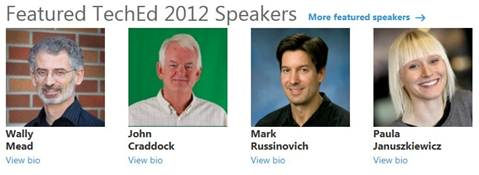 Featured TechEd 2012 Speakers
More featured speakers →
Wally
Mead
View bio
John
Craddock
View bio
Mark
Russinovich
View bio
Paula
Januszkiewicz
View bio